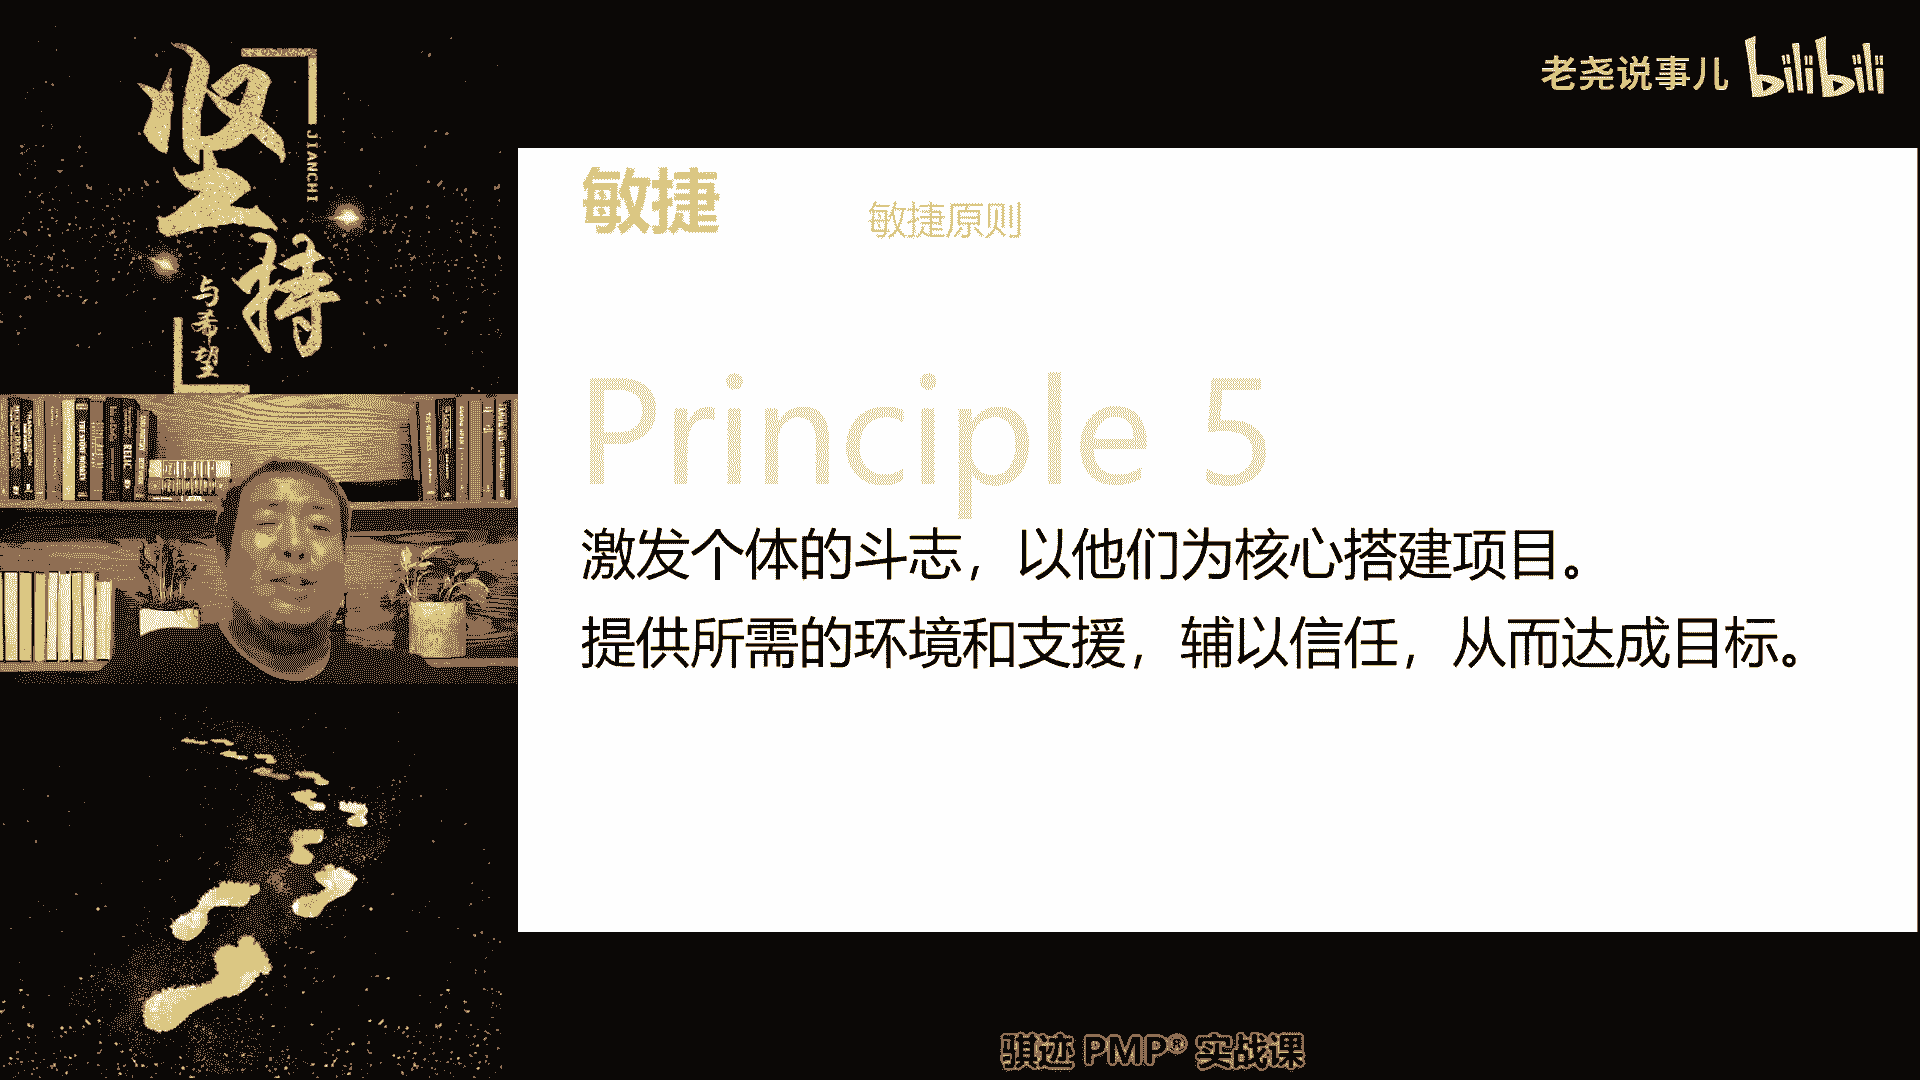 坚持
JIANCHI
与希望
老尧说事儿 bilibili
敏捷
敏捷原则
Principle 5
激发个体的斗志，以他们为核心搭建项目。
提供所需的环境和支援，辅以信任，从而达成目标。
骐迹 PMP® 实战课